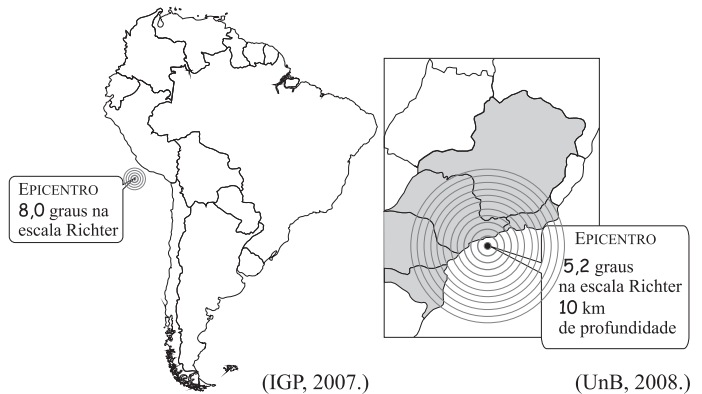 EPICENTRO
8,0 graus na
escala Richter
(IGP, 2007.)
EPICENTRO
5,2 graus
na escala Richter
10 km
de profundidade
(UnB, 2008.)